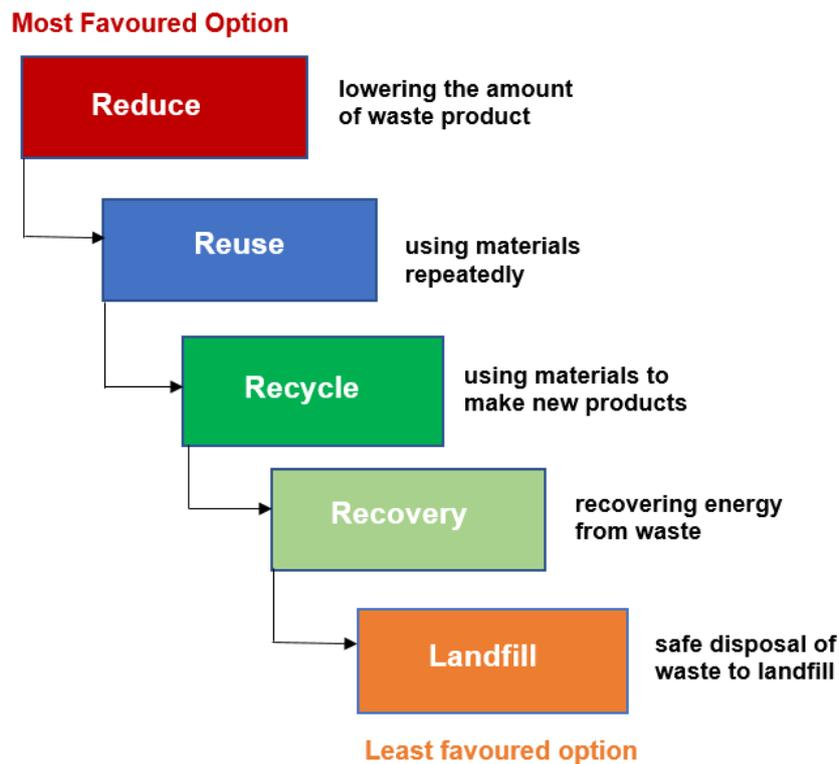 Most Favoured Option
Reduce
lowering the amount
of waste product
Reuse
using materials
repeatedly
Recycle
using materials to
make new products
Recovery
recovering energy
from waste
Landfill
safe disposal of
waste to landfill
Least favoured option